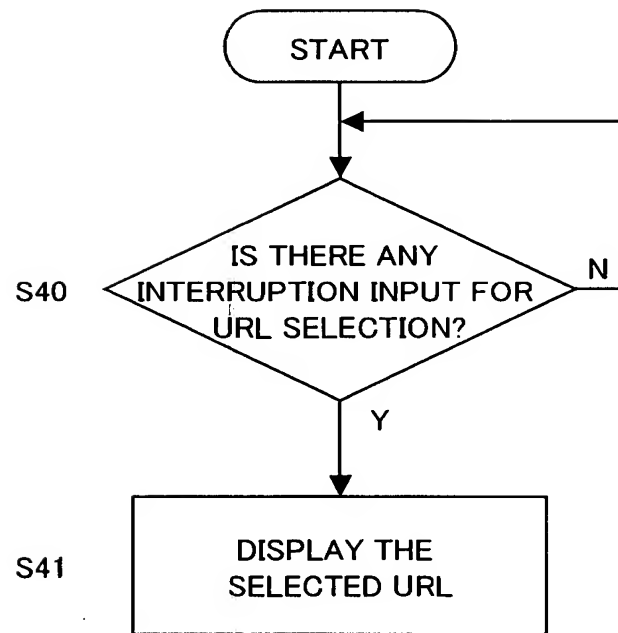 START
S40
IS THERE ANY
INTERRUPTION INPUT FOR
URL SELECTION?
N
Y
S41
DISPLAY THE
SELECTED URL